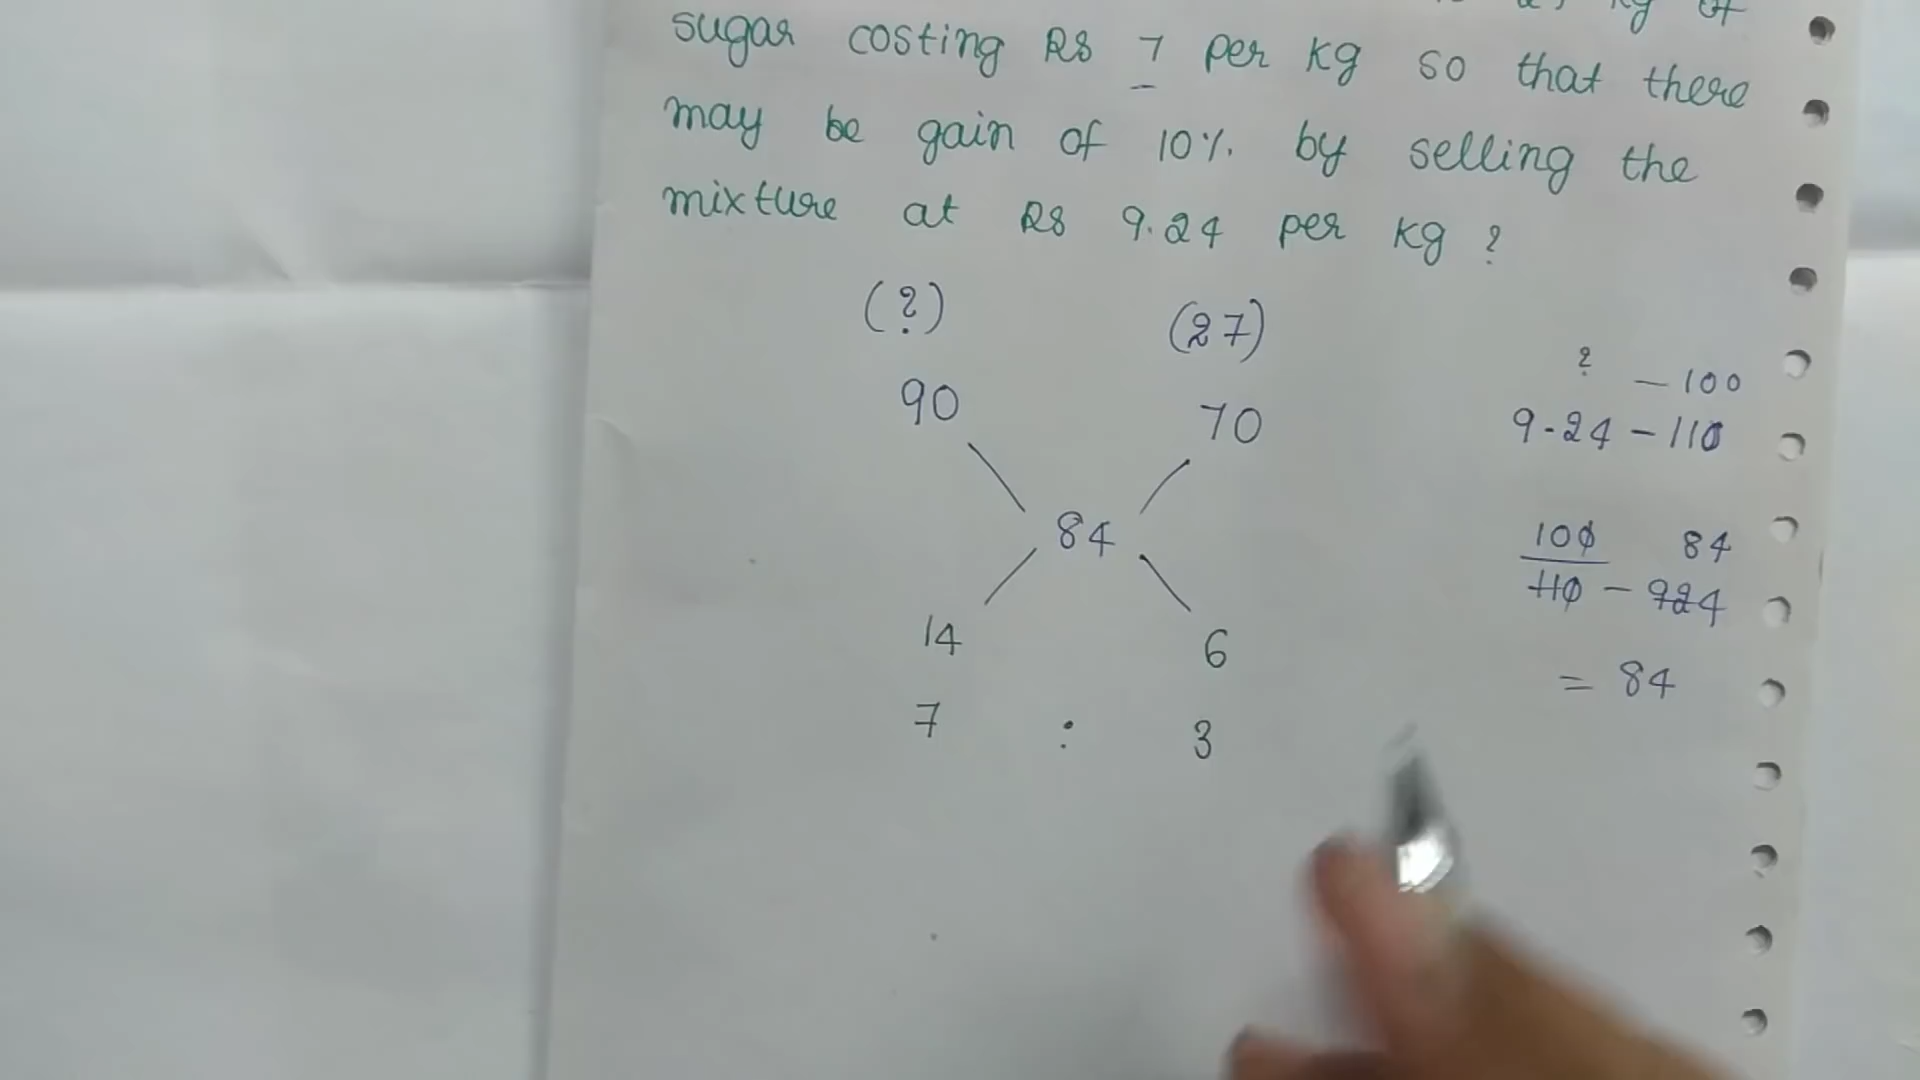 kg of
sugar costing Rs 7 per kg so that there
may be gain of 10%. by selling the
mixture at Rs 9.24 per kg ?
(?) (27)
90 70
84
14 6
7 : 3
? - 100
9.24 - 110
100 84
110 - 924
= 84